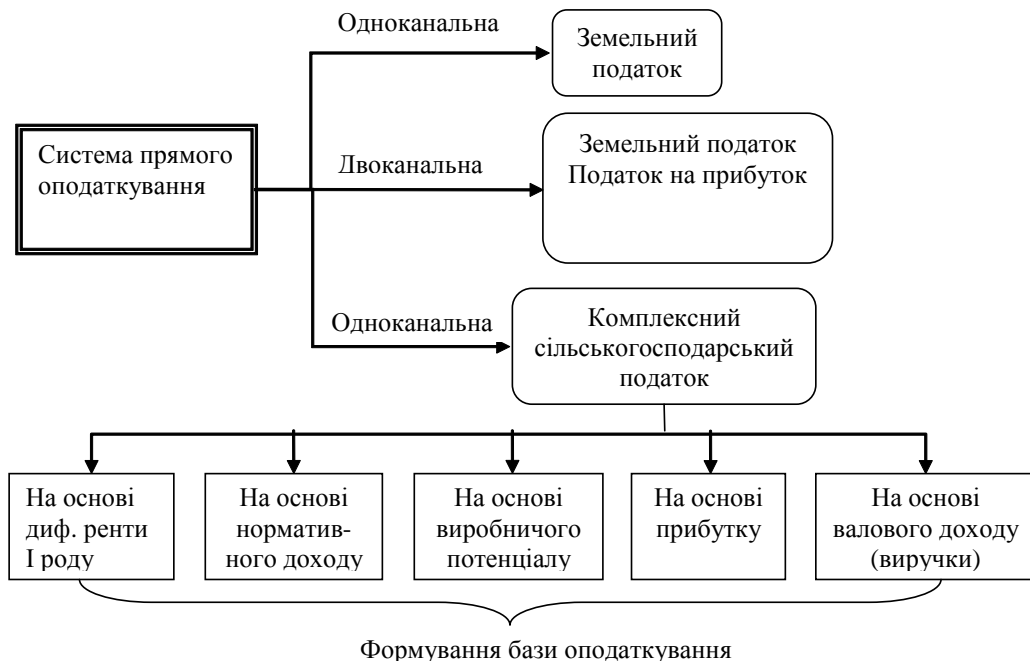 Одноканальна
Земельний
податок
Система прямого
оподаткування
Двоканальна
Земельний податок
Податок на прибуток
Одноканальна
Комплексний
сільськогосподарський
податок
На основі
диф. ренти
І роду
На основі
норматив-
ного доходу
На основі
виробничого
потенціалу
На основі
прибутку
На основі
валового доходу
(виручки)
Формування бази оподаткування